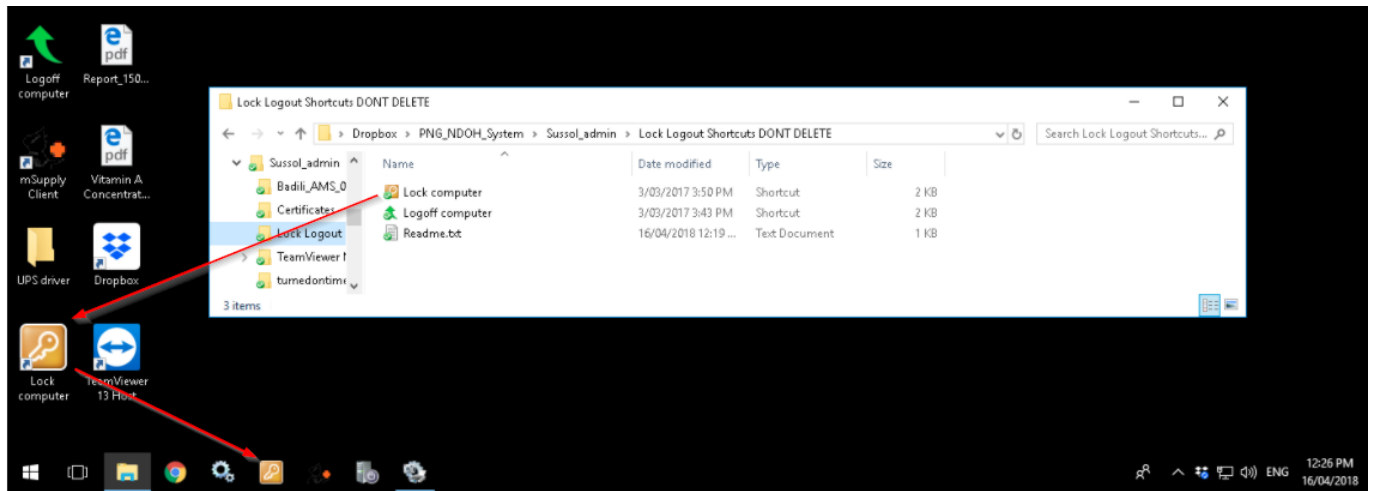 Logoff
computer
pdf
Report_150...
mSupply
Client
pdf
Vitamin A
Concentrat...
UPS driver
Dropbox
Lock
computer
TeamViewer
13 Host
Lock Logout Shortcuts DONT DELETE
Dropbox > PNG_NDOH_System > Sussol_admin > Lock Logout Shortcuts DONT DELETE
Search Lock Logout Shortcuts...
Sussol_admin
Badili_AMS_0
Certificates
Lock Logout
TeamViewer
turnedontime
Name Date modified Type Size
Lock computer 3/03/2017 3:50 PM Shortcut 2 KB
Logoff computer 3/03/2017 3:43 PM Shortcut 2 KB
Readme.txt 16/04/2018 12:19 ... Text Document 1 KB
3 items
ENG
12:26 PM
16/04/2018